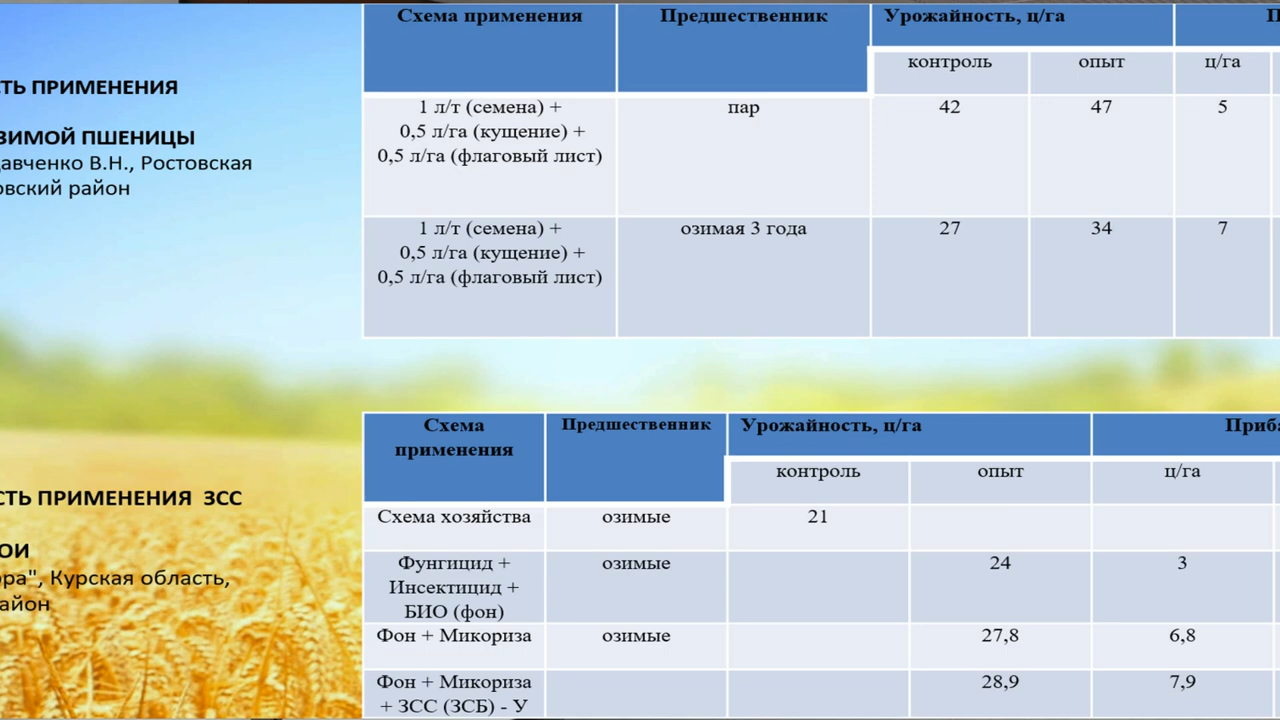 СТЬ ПРИМЕНЕНИЯ
ЗИМОЙ ПШЕНИЦЫ
авченко В.Н., Ростовская
овский район
Схема применения Предшественник Урожайность, ц/га П
контроль опыт ц/га
1 л/т (семена) + пар 42 47 5
0,5 л/га (кущение) +
0,5 л/га (флаговый лист)
1 л/т (семена) + озимая 3 года 27 34 7
0,5 л/га (кущение) +
0,5 л/га (флаговый лист)
СТЬ ПРИМЕНЕНИЯ ЗСС
ОИ
ора", Курская область,
айон
Схема Предшественник Урожайность, ц/га Приба
применения
контроль опыт ц/га
Схема хозяйства озимые 21
Фунгицид + озимые 24 3
Инсектицид +
БИО (фон)
Фон + Микориза озимые 27,8 6,8
Фон + Микориза 28,9 7,9
+ ЗСС (ЗСБ) - У